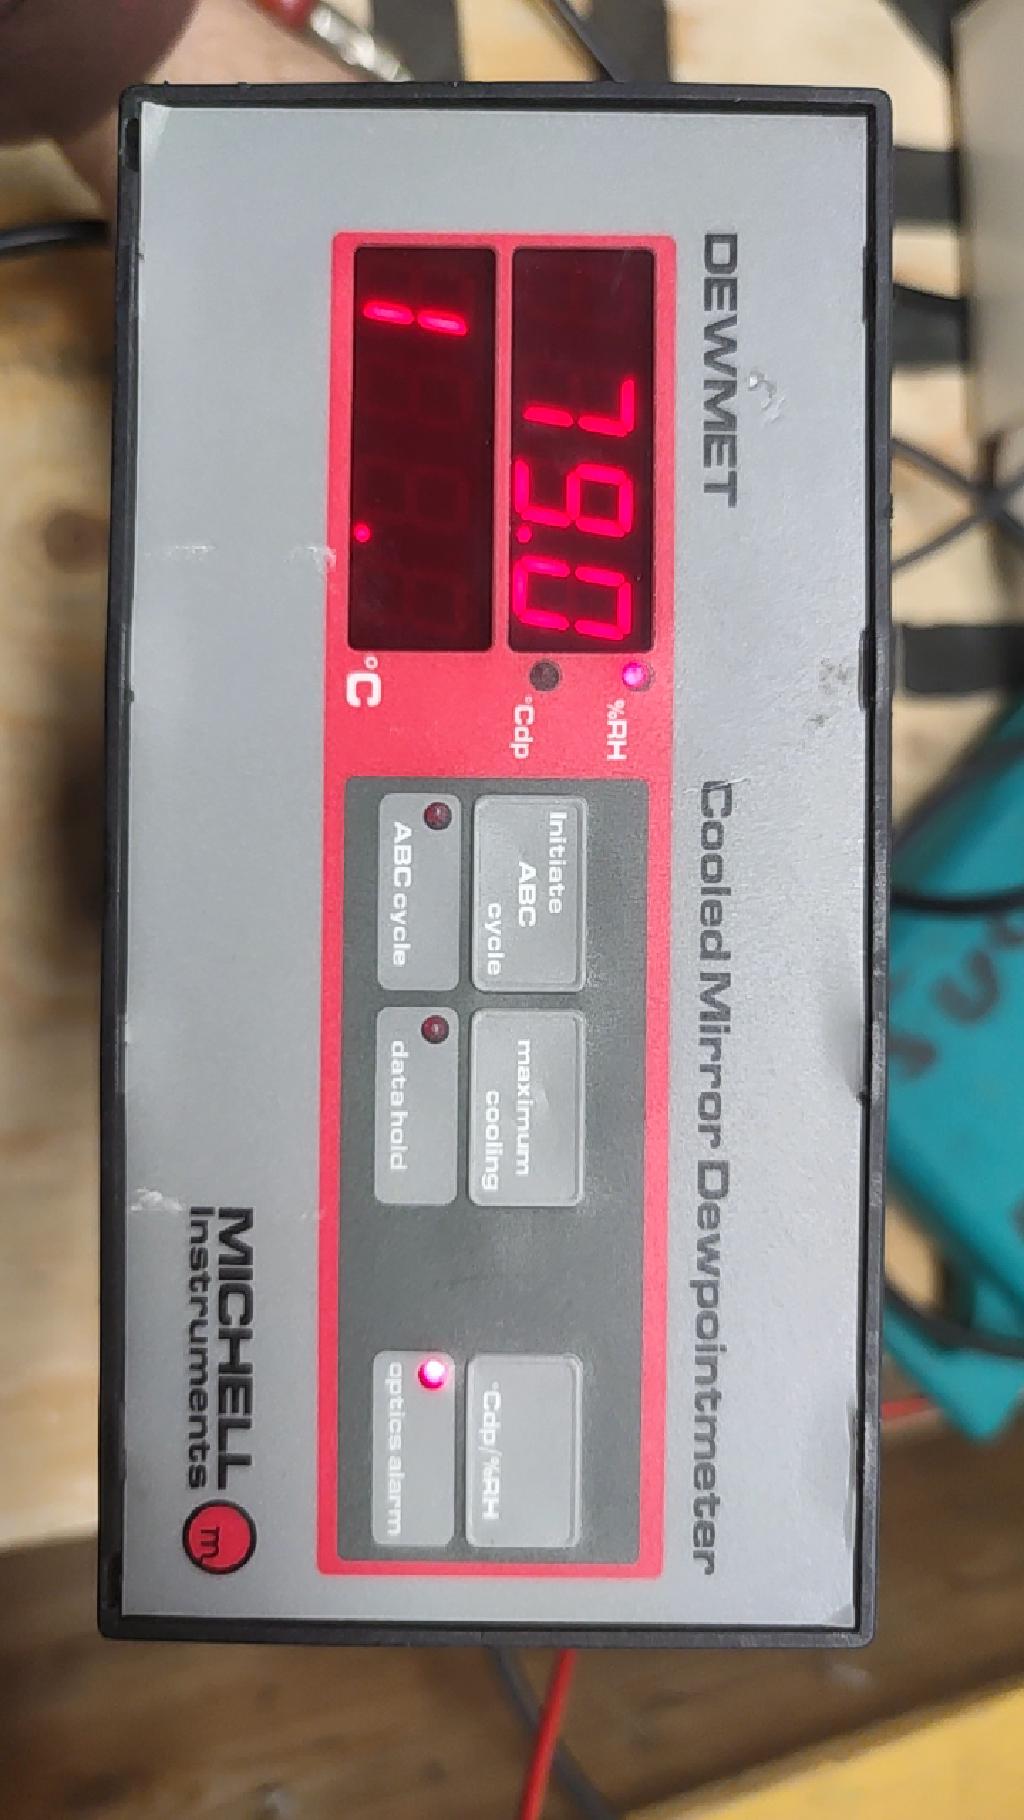 DEWMET Cooled Mirror Dewpointmeter
79.0
%RH
°Cdp
1 .
°C
Initiate
ABC
cycle
maximum
cooling
°Cdp/%RH
ABC cycle
data hold
optics alarm
MICHELL
Instruments
m